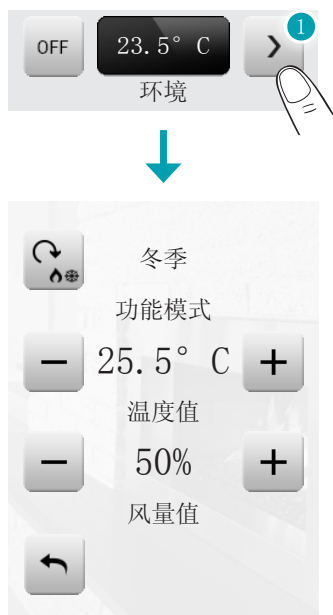 1
OFF 23.5° C >
环境
冬季
功能模式
− 25.5° C +
温度值
− 50% +
风量值